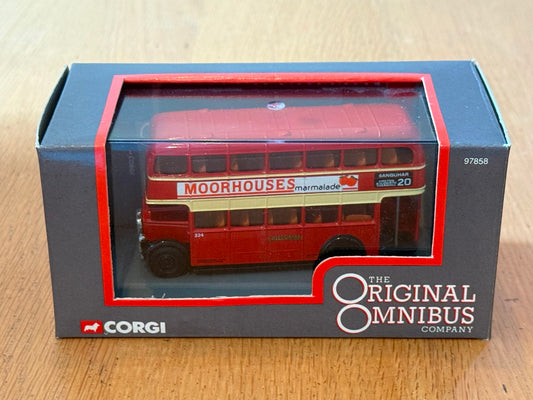 97858
SANQUHAR
20
MOORHOUSES marmalade
324
THE
ORIGINAL
OMNIBUS
COMPANY
CORGI